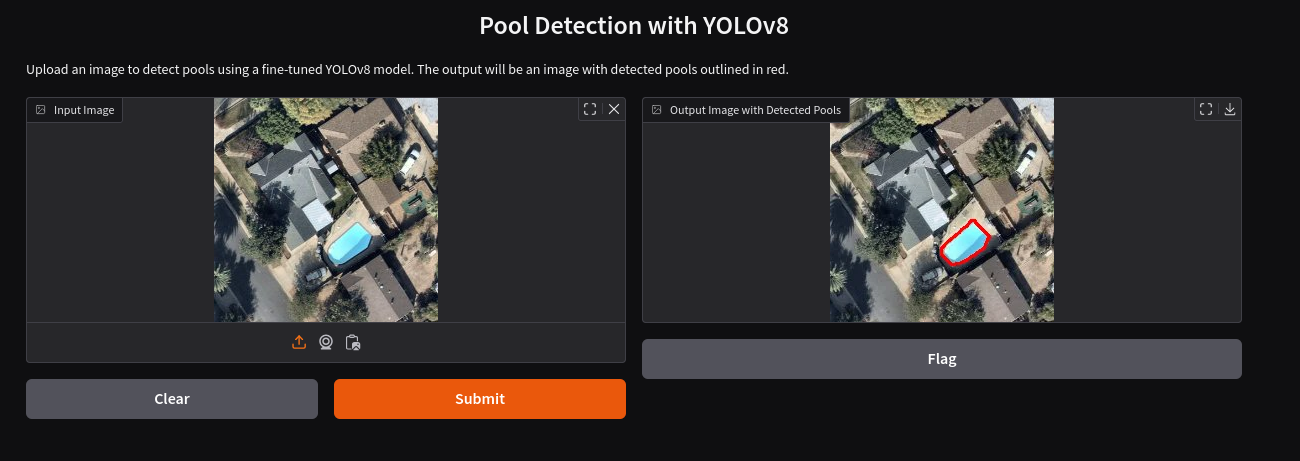 Pool Detection with YOLOv8
Upload an image to detect pools using a fine-tuned YOLOv8 model. The output will be an image with detected pools outlined in red.
Input Image
Output Image with Detected Pools
Flag
Clear
Submit